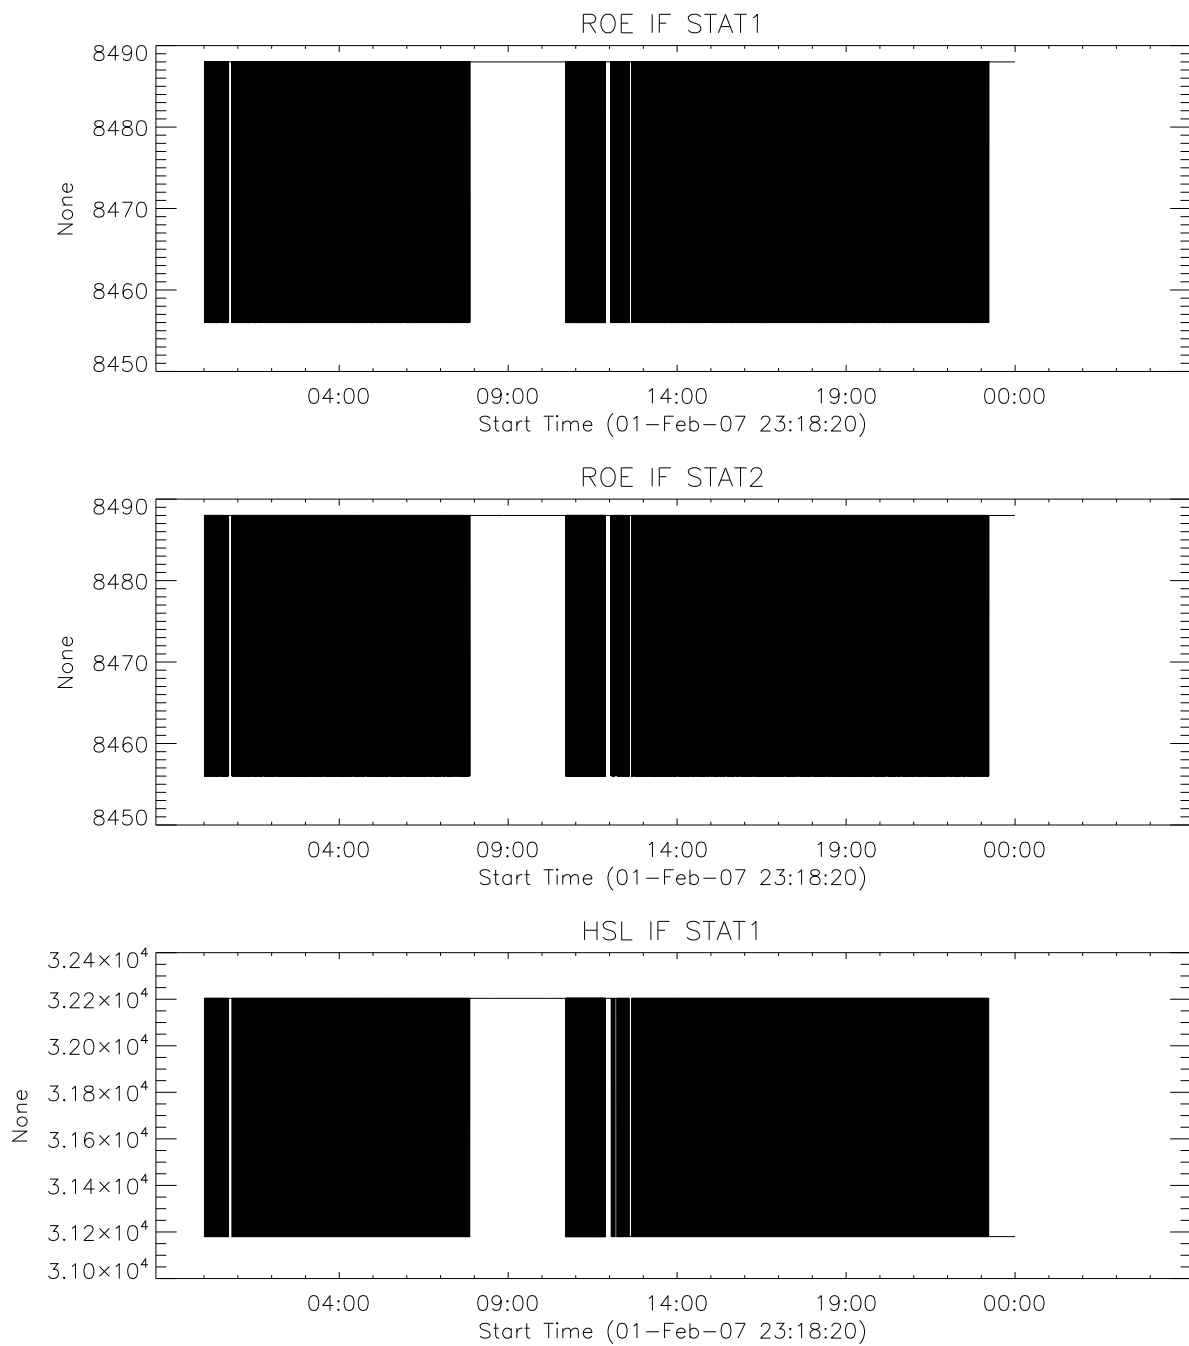 ROE IF STAT1
8490
8480
8470
8460
8450
None
04:00 09:00 14:00 19:00 00:00
Start Time (01-Feb-07 23:18:20)
ROE IF STAT2
8490
8480
8470
8460
8450
None
04:00 09:00 14:00 19:00 00:00
Start Time (01-Feb-07 23:18:20)
HSL IF STAT1
3.24×10⁴
3.22×10⁴
3.20×10⁴
3.18×10⁴
3.16×10⁴
3.14×10⁴
3.12×10⁴
3.10×10⁴
None
04:00 09:00 14:00 19:00 00:00
Start Time (01-Feb-07 23:18:20)